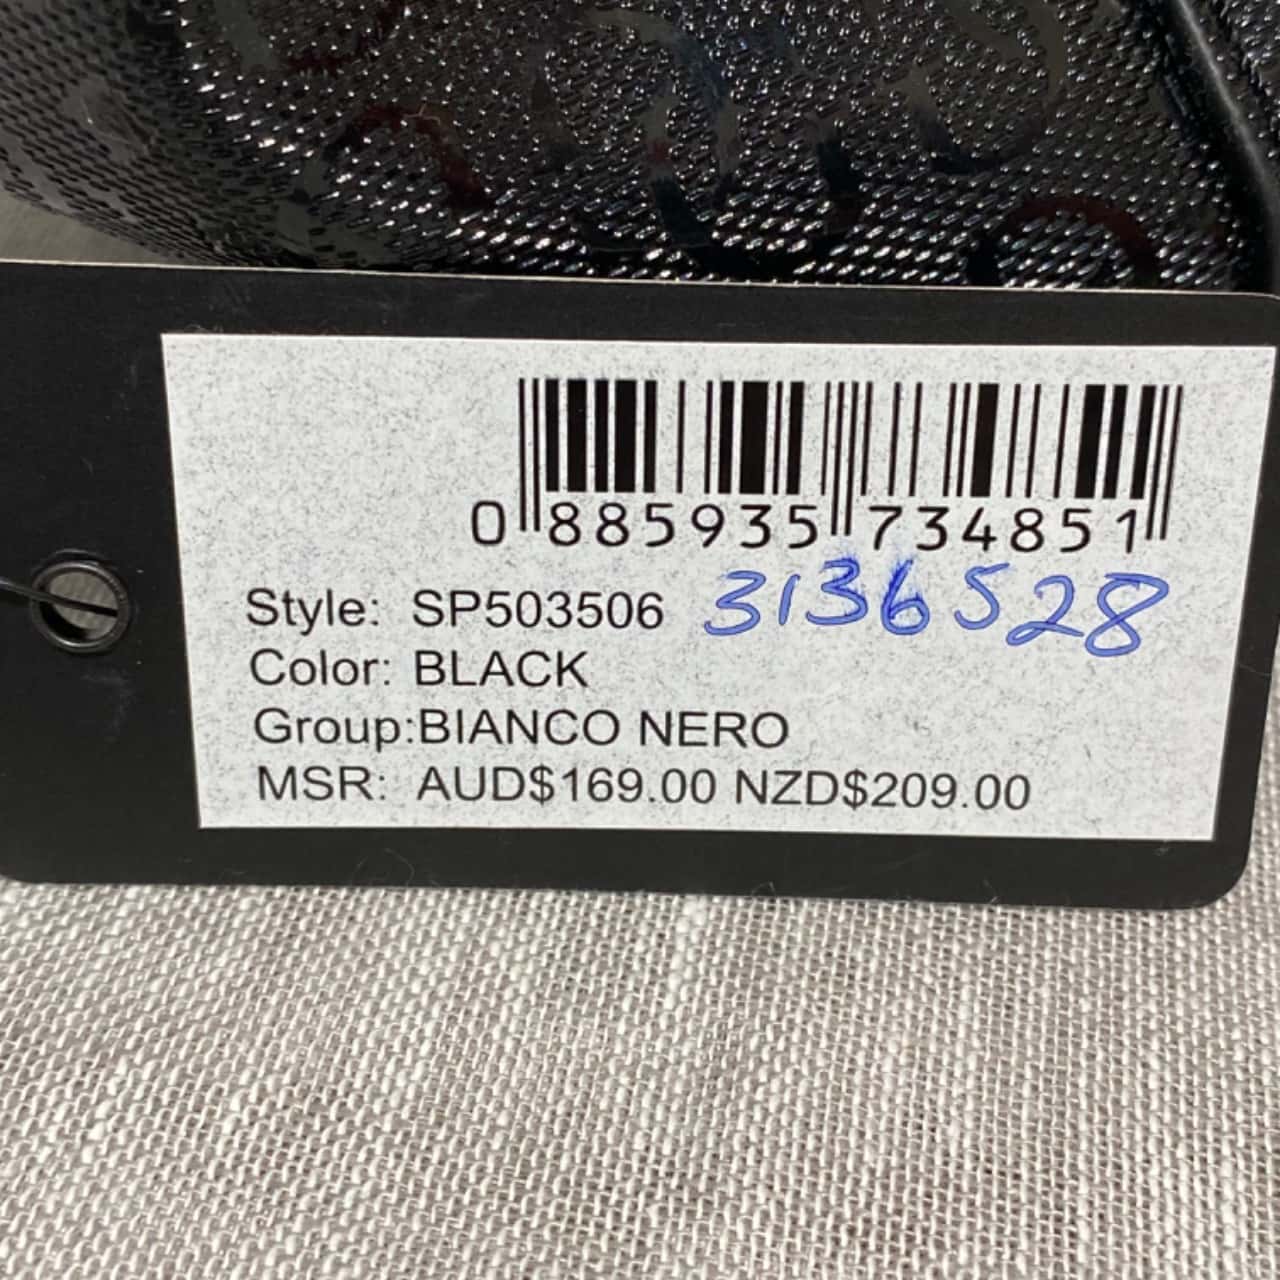 0 885935 734851
Style: SP503506 3136528
Color: BLACK
Group:BIANCO NERO
MSR: AUD$169.00 NZD$209.00